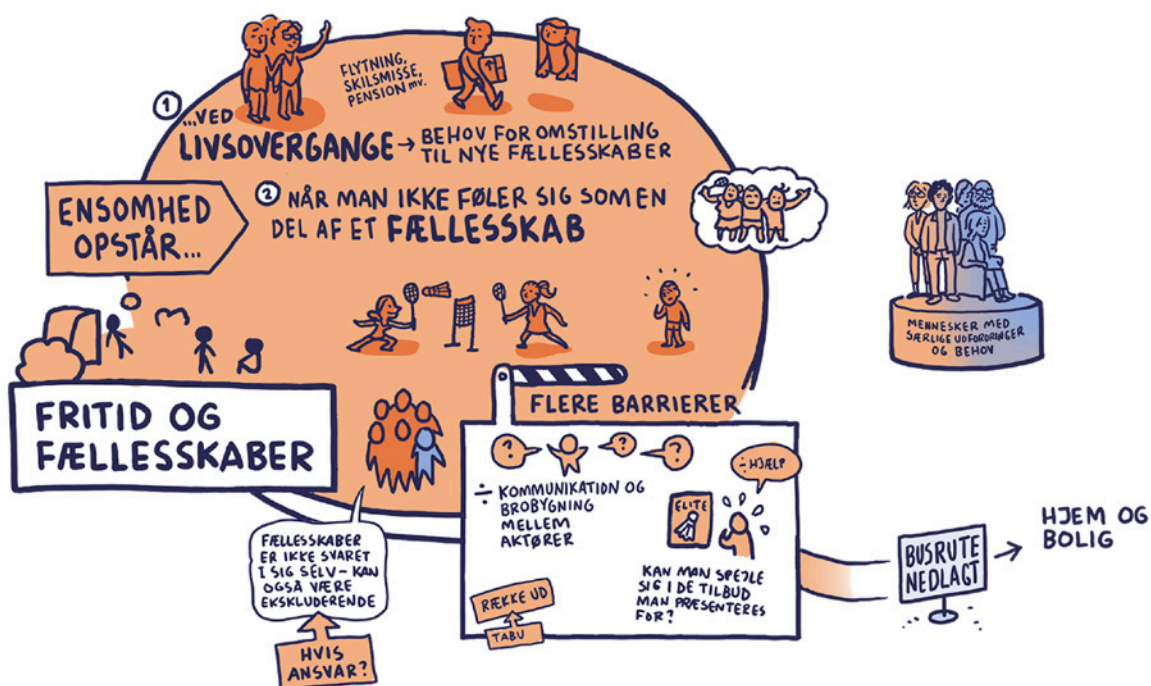 FLYTNING,
SKILSMISSE,
PENSION mv.
1
...VED
LIVSOVERGANGE → BEHOV FOR OMSTILLING
TIL NYE FÆLLESSKABER
ENSOMHED
OPSTÅR...
2 NÅR MAN IKKE FØLER SIG SOM EN
DEL AF ET FÆLLESSKAB
MENNESKER MED
SÆRLIGE UDFORDRINGER
OG BEHOV
FRITID OG
FÆLLESSKABER
FLERE BARRIERER
? ? ?
÷ HJÆLP
÷ KOMMUNIKATION OG
BROBYGNING
MELLEM
AKTØRER
ELITE
KAN MAN SPEJLE
SIG I DE TILBUD
MAN PRÆSENTERES
FOR?
RÆKKE UD
TABU
FÆLLESSKABER
ER IKKE SVARET
I SIG SELV - KAN
OGSÅ VÆRE
EKSKLUDERENDE
HVIS
ANSVAR?
BUSRUTE
NEDLAGT
HJEM OG
BOLIG